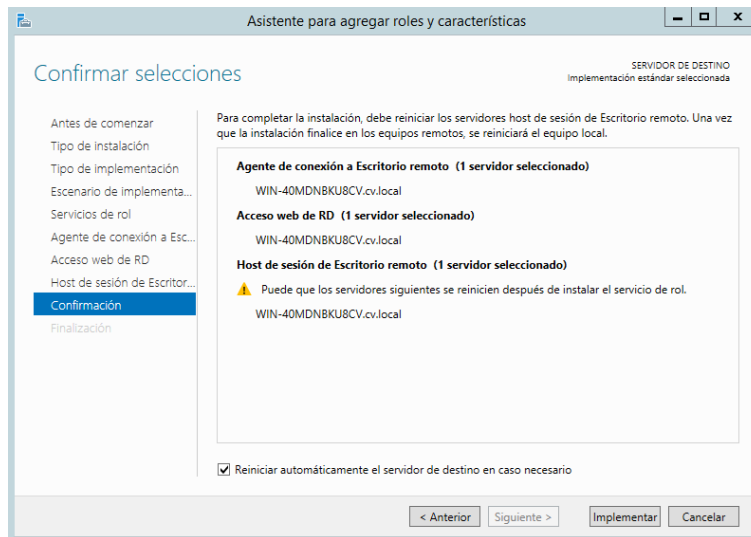 Asistente para agregar roles y características
Confirmar selecciones
SERVIDOR DE DESTINO
Implementación estándar seleccionada
Antes de comenzar
Tipo de instalación
Tipo de implementación
Escenario de implementa...
Servicios de rol
Agente de conexión a Esc...
Acceso web de RD
Host de sesión de Escritor...
Confirmación
Finalización
Para completar la instalación, debe reiniciar los servidores host de sesión de Escritorio remoto. Una vez
que la instalación finalice en los equipos remotos, se reiniciará el equipo local.
Agente de conexión a Escritorio remoto (1 servidor seleccionado)
WIN-40MDNBKU8CV.cv.local
Acceso web de RD (1 servidor seleccionado)
WIN-40MDNBKU8CV.cv.local
Host de sesión de Escritorio remoto (1 servidor seleccionado)
Puede que los servidores siguientes se reinicien después de instalar el servicio de rol.
WIN-40MDNBKU8CV.cv.local
Reiniciar automáticamente el servidor de destino en caso necesario
< Anterior
Siguiente >
Implementar
Cancelar